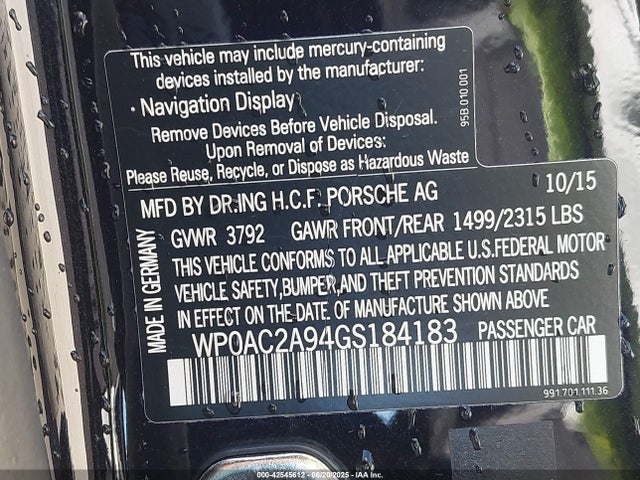 This vehicle may include mercury-containing
devices installed by the manufacturer:
· Navigation Display
Remove Devices Before Vehicle Disposal.
Upon Removal of Devices:
Please Reuse, Recycle, or Dispose as Hazardous Waste
95B.010.001
MFD BY DR.ING H.C.F. PORSCHE AG 10/15
GVWR 3792 GAWR FRONT/REAR 1499/2315 LBS
THIS VEHICLE CONFORMS TO ALL APPLICABLE U.S.FEDERAL MOTOR
VEHICLE SAFETY,BUMPER,AND THEFT PREVENTION STANDARDS
IN EFFECT ON THE DATE OF MANUFACTURE SHOWN ABOVE
WP0AC2A94GS184183 PASSENGER CAR
MADE IN GERMANY
991.701.111.36
000-42545612 - 06/20/2025 - IAAI.COM